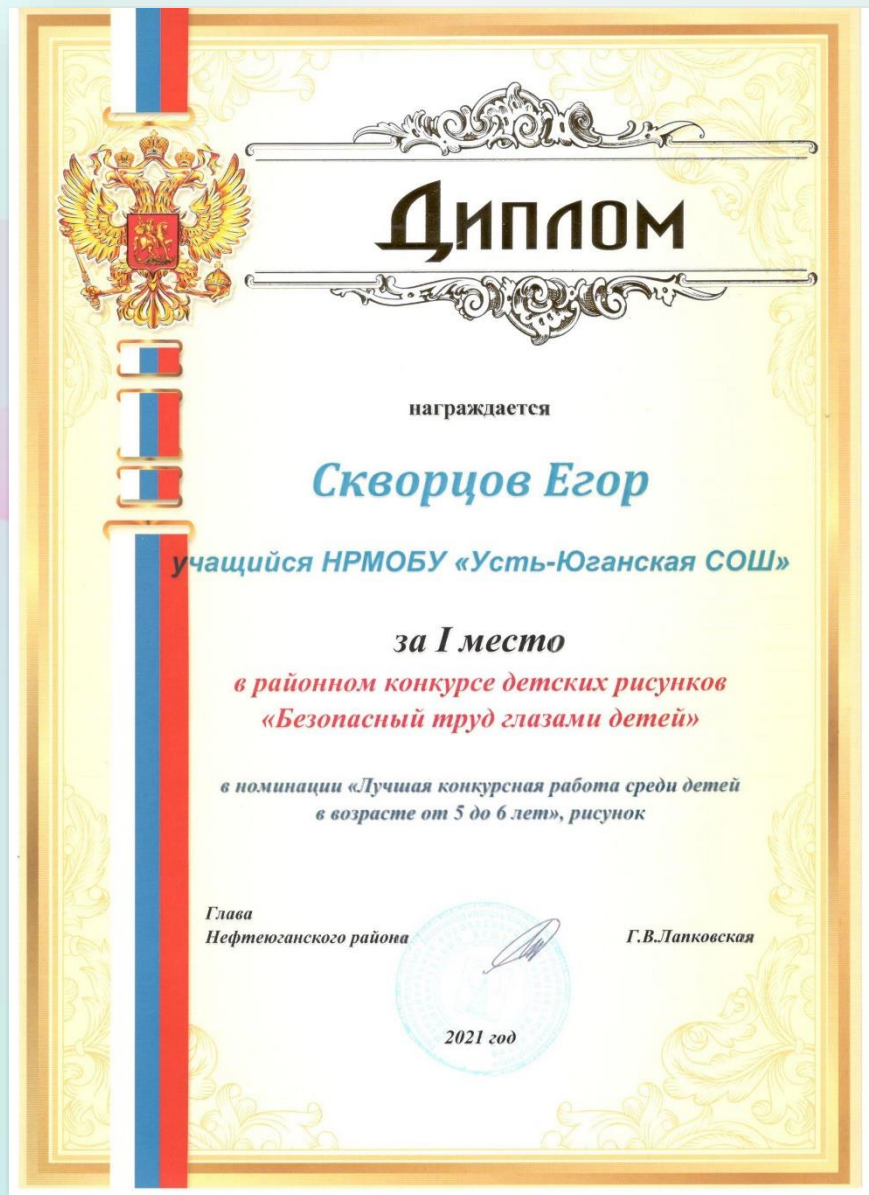 Диплом
награждается
Скворцов Егор
учащийся НРМОБУ «Усть-Юганская СОШ»
за I место
в районном конкурсе детских рисунков
«Безопасный труд глазами детей»
в номинации «Лучшая конкурсная работа среди детей
в возрасте от 5 до 6 лет», рисунок
Глава
Нефтеюганского района Г.В.Лапковская
2021 год